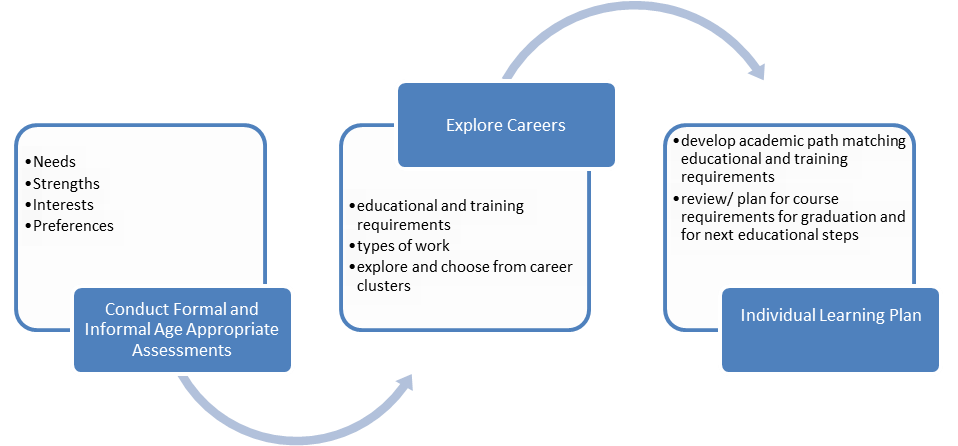 •Needs
•Strengths
•Interests
•Preferences
Conduct Formal and
Informal Age Appropriate
Assessments
Explore Careers
•educational and training
requirements
•types of work
•explore and choose from career
clusters
•develop academic path matching
educational and training
requirements
•review/ plan for course
requirements for graduation and
for next educational steps
Individual Learning Plan